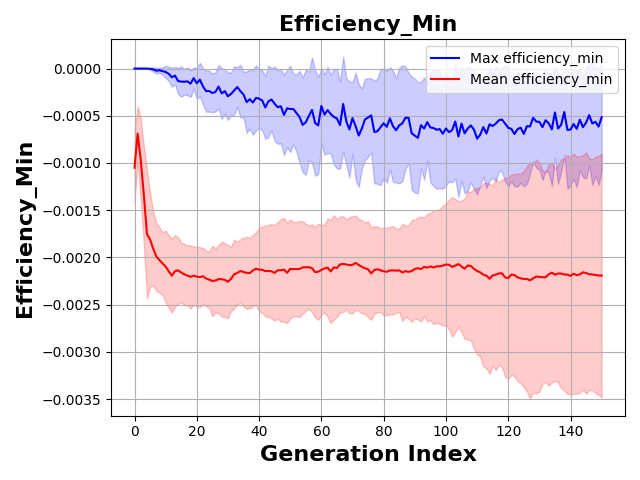 Efficiency_Min
Max efficiency_min
Mean efficiency_min
Efficiency_Min
0.0000
−0.0005
−0.0010
−0.0015
−0.0020
−0.0025
−0.0030
−0.0035
0 20 40 60 80 100 120 140
Generation Index